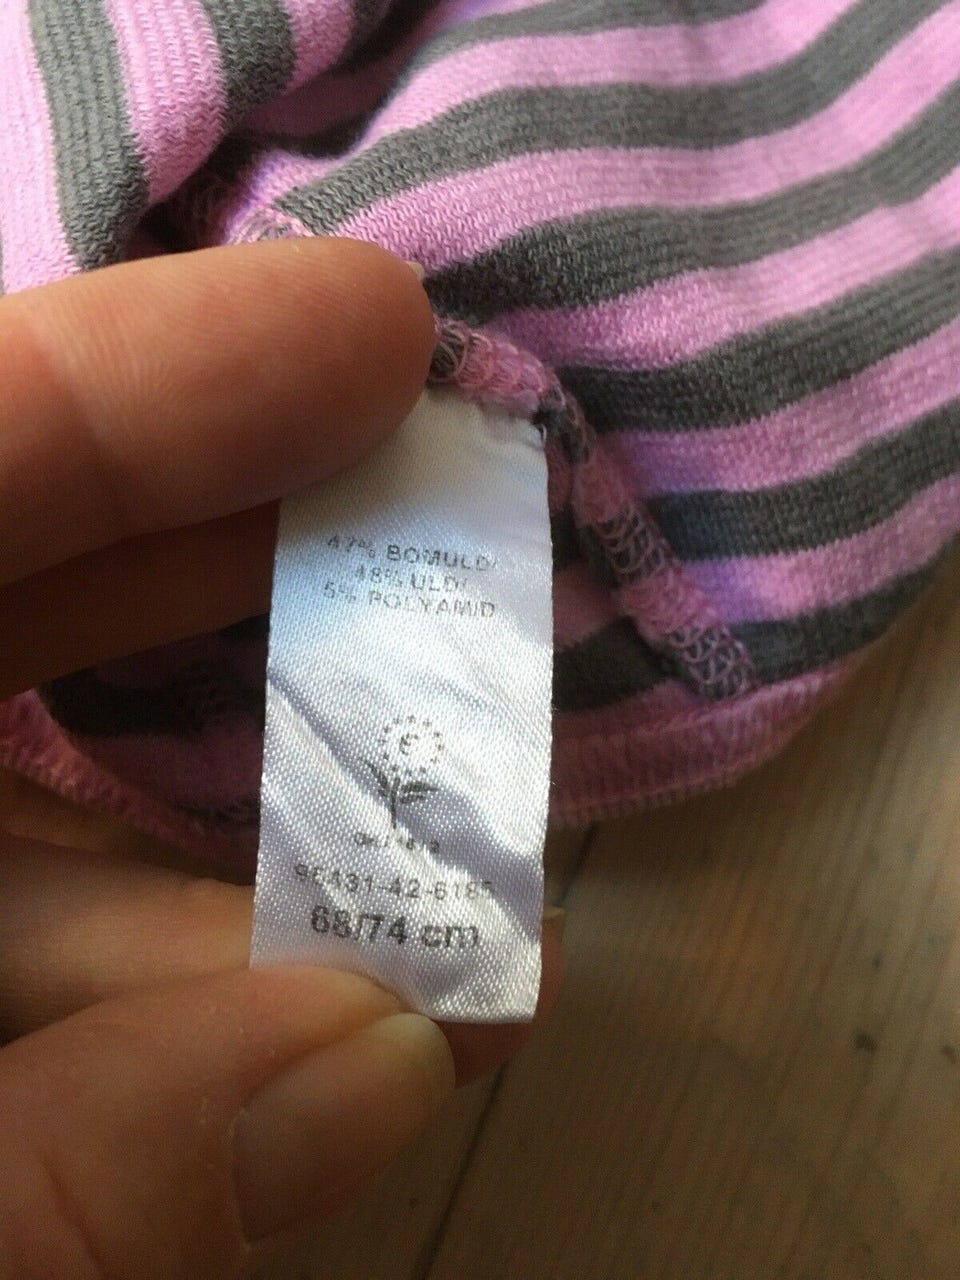 47% BOMULD/
48% ULD/
5% POLYAMID
68/74 cm